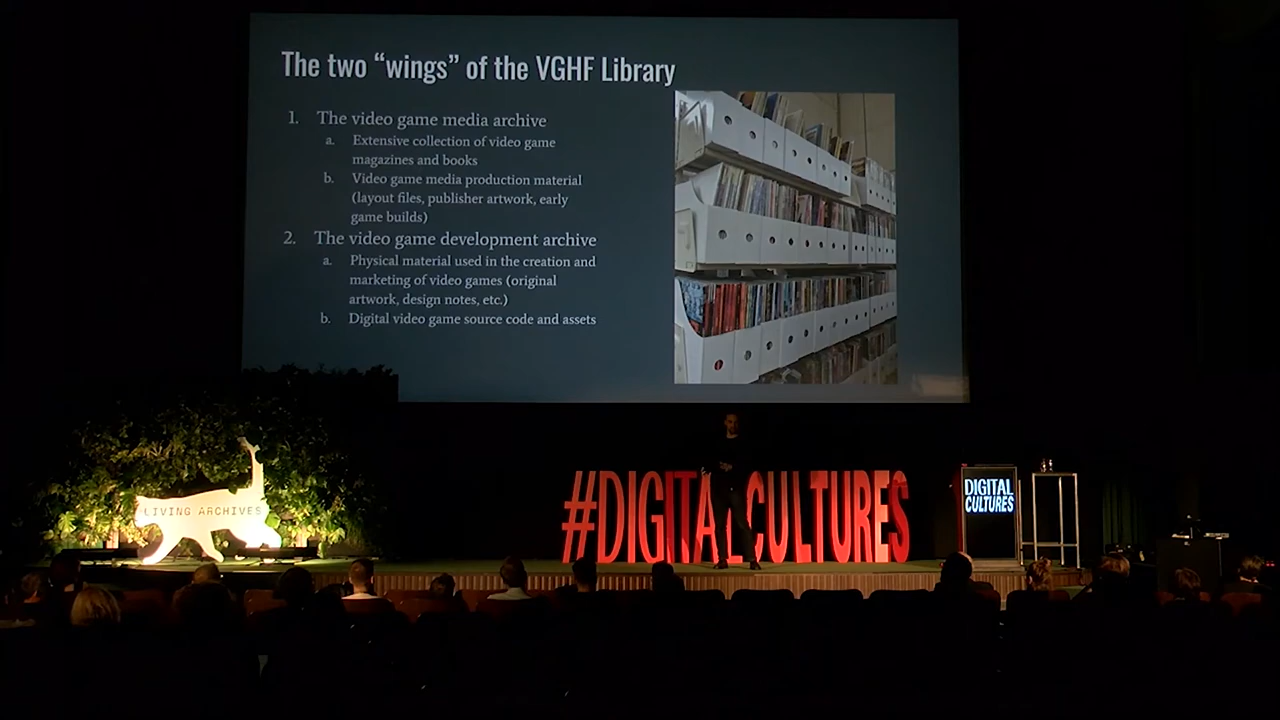 The two “wings” of the VGHF Library
1. The video game media archive
a. Extensive collection of video game
magazines and books
b. Video game media production material
(layout files, publisher artwork, early
game builds)
2. The video game development archive
a. Physical material used in the creation and
marketing of video games (original
artwork, design notes, etc.)
b. Digital video game source code and assets
LIVING ARCHIVES
#DIGITAL CULTURES
DIGITAL
CULTURES